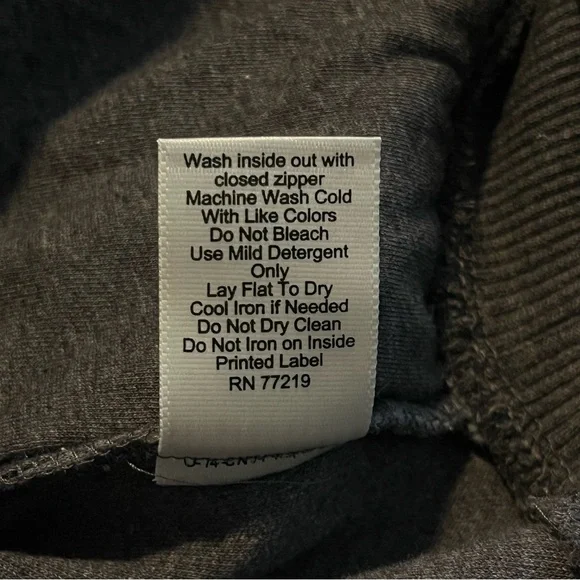 Wash inside out with
closed zipper
Machine Wash Cold
With Like Colors
Do Not Bleach
Use Mild Detergent
Only
Lay Flat To Dry
Cool Iron if Needed
Do Not Dry Clean
Do Not Iron on Inside
Printed Label
RN 77219